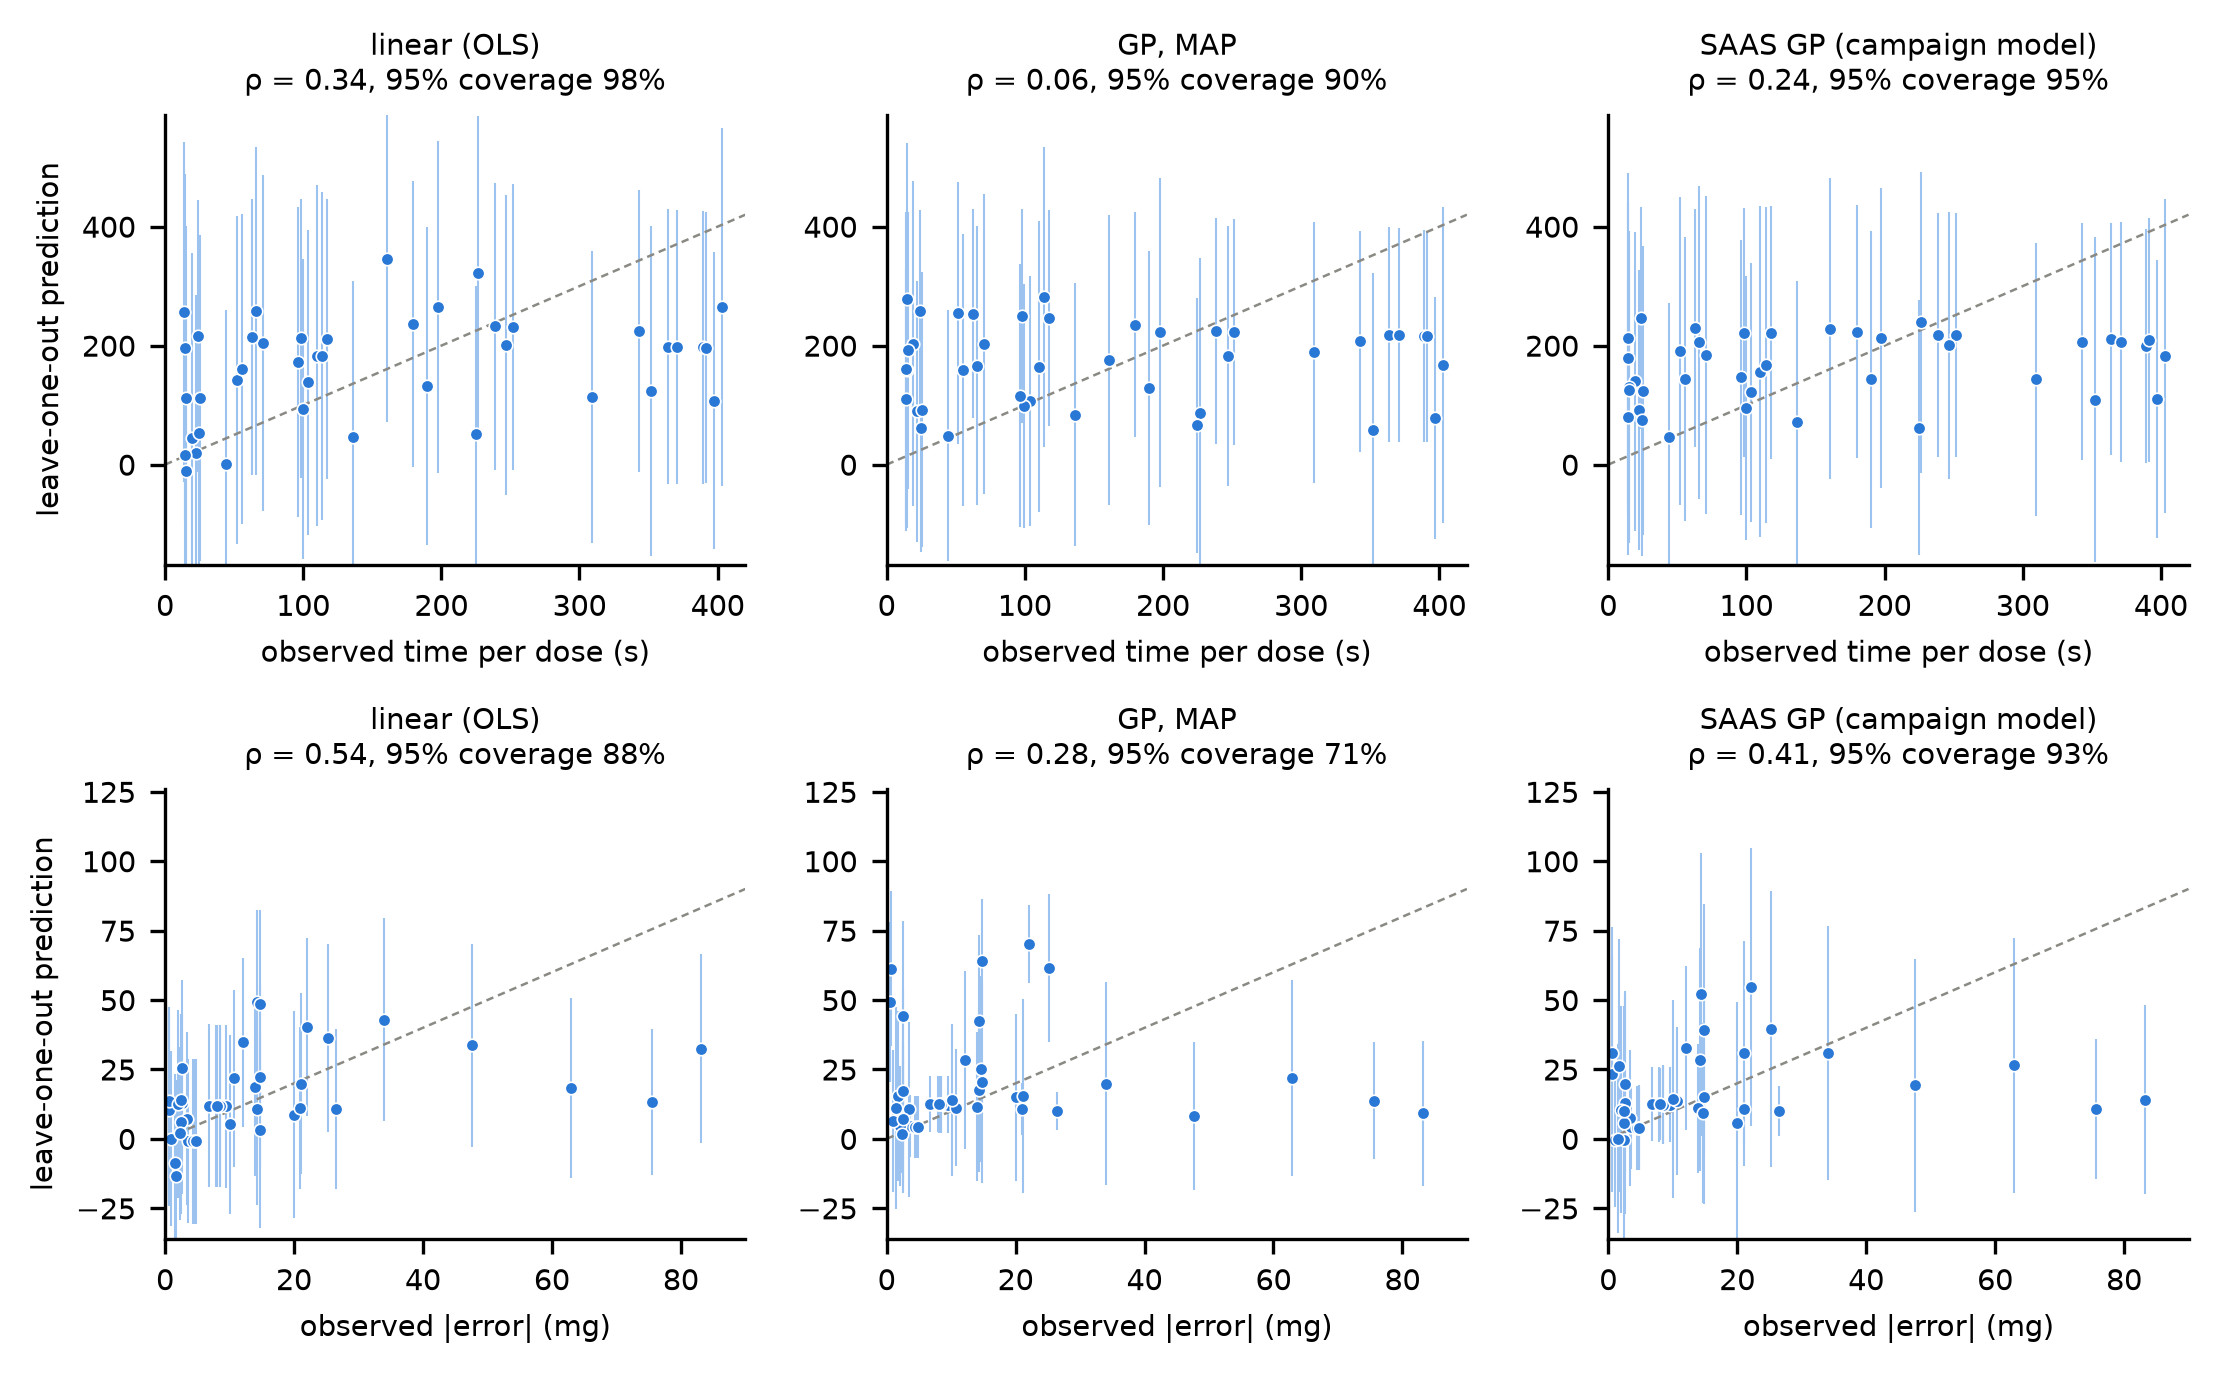 linear (OLS)
ρ = 0.34, 95% coverage 98%
GP, MAP
ρ = 0.06, 95% coverage 90%
SAAS GP (campaign model)
ρ = 0.24, 95% coverage 95%
leave-one-out prediction
400
200
0
0 100 200 300 400
observed time per dose (s)
400
200
0
0 100 200 300 400
observed time per dose (s)
400
200
0
0 100 200 300 400
observed time per dose (s)
linear (OLS)
ρ = 0.54, 95% coverage 88%
GP, MAP
ρ = 0.28, 95% coverage 71%
SAAS GP (campaign model)
ρ = 0.41, 95% coverage 93%
leave-one-out prediction
125
100
75
50
25
0
−25
0 20 40 60 80
observed |error| (mg)
125
100
75
50
25
0
−25
0 20 40 60 80
observed |error| (mg)
125
100
75
50
25
0
−25
0 20 40 60 80
observed |error| (mg)